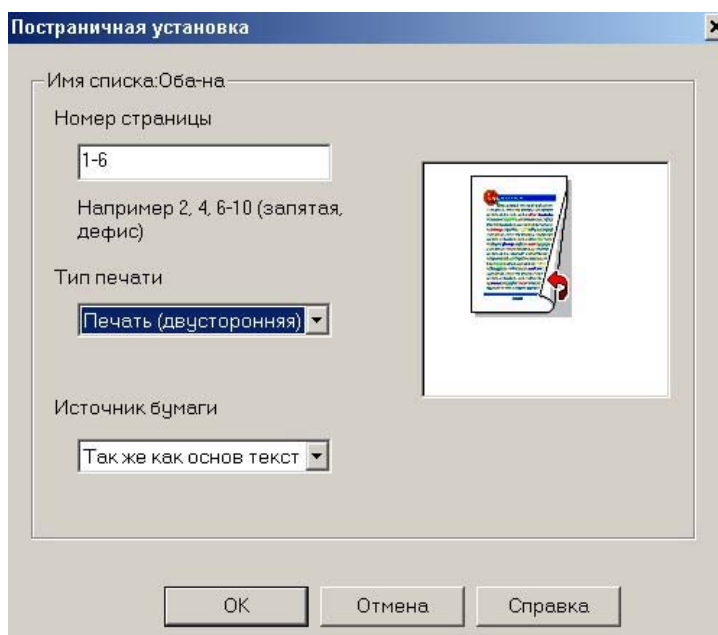 Постраничная установка
Имя списка:Оба-на
Номер страницы
1-6
Например 2, 4, 6-10 (запятая,
дефис)
Тип печати
Печать (двусторонняя)
Источник бумаги
Так же как основ текст
OK
Отмена
Справка